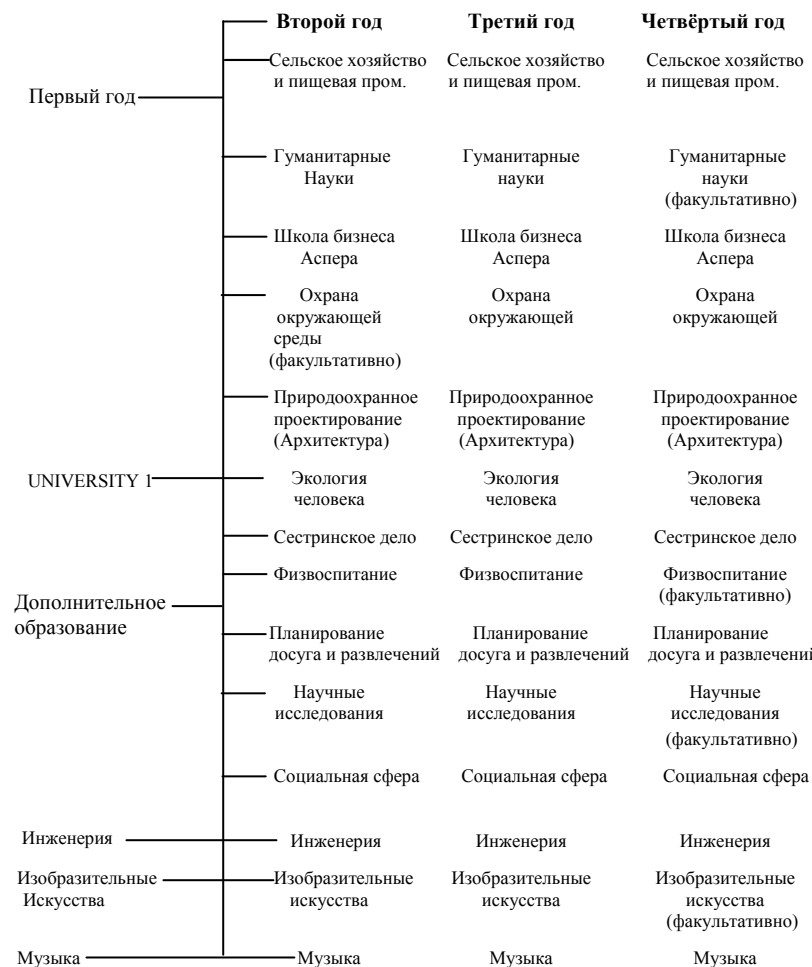 Второй год Третий год Четвёртый год
Сельское хозяйство Сельское хозяйство Сельское хозяйство
и пищевая пром. и пищевая пром. и пищевая пром.
Первый год
Гуманитарные Гуманитарные Гуманитарные
Науки науки науки
(факультативно)
Школа бизнеса Школа бизнеса Школа бизнеса
Аспера Аспера Аспера
Охрана Охрана Охрана
окружающей окружающей окружающей
среды
(факультативно)
Природоохранное Природоохранное Природоохранное
проектирование проектирование проектирование
(Архитектура) (Архитектура) (Архитектура)
UNIVERSITY 1 Экология Экология Экология
человека человека человека
Сестринское дело Сестринское дело Сестринское дело
Физвоспитание Физвоспитание Физвоспитание
(факультативно)
Дополнительное
образование
Планирование Планирование Планирование
досуга и развлечений досуга и развлечений досуга и развлечений
Научные Научные Научные
исследования исследования исследования
(факультативно)
Социальная сфера Социальная сфера Социальная сфера
Инженерия Инженерия Инженерия Инженерия
Изобразительные Изобразительные Изобразительные Изобразительные
Искусства искусства искусства искусства
(факультативно)
Музыка Музыка Музыка Музыка